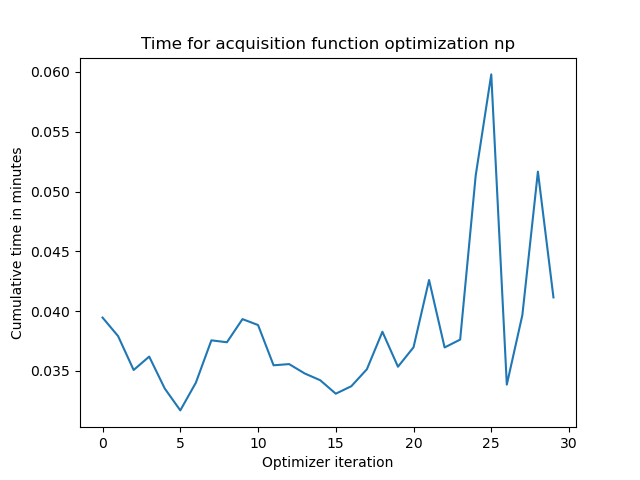 Time for acquisition function optimization np
Cumulative time in minutes
0.060
0.055
0.050
0.045
0.040
0.035
0 5 10 15 20 25 30
Optimizer iteration